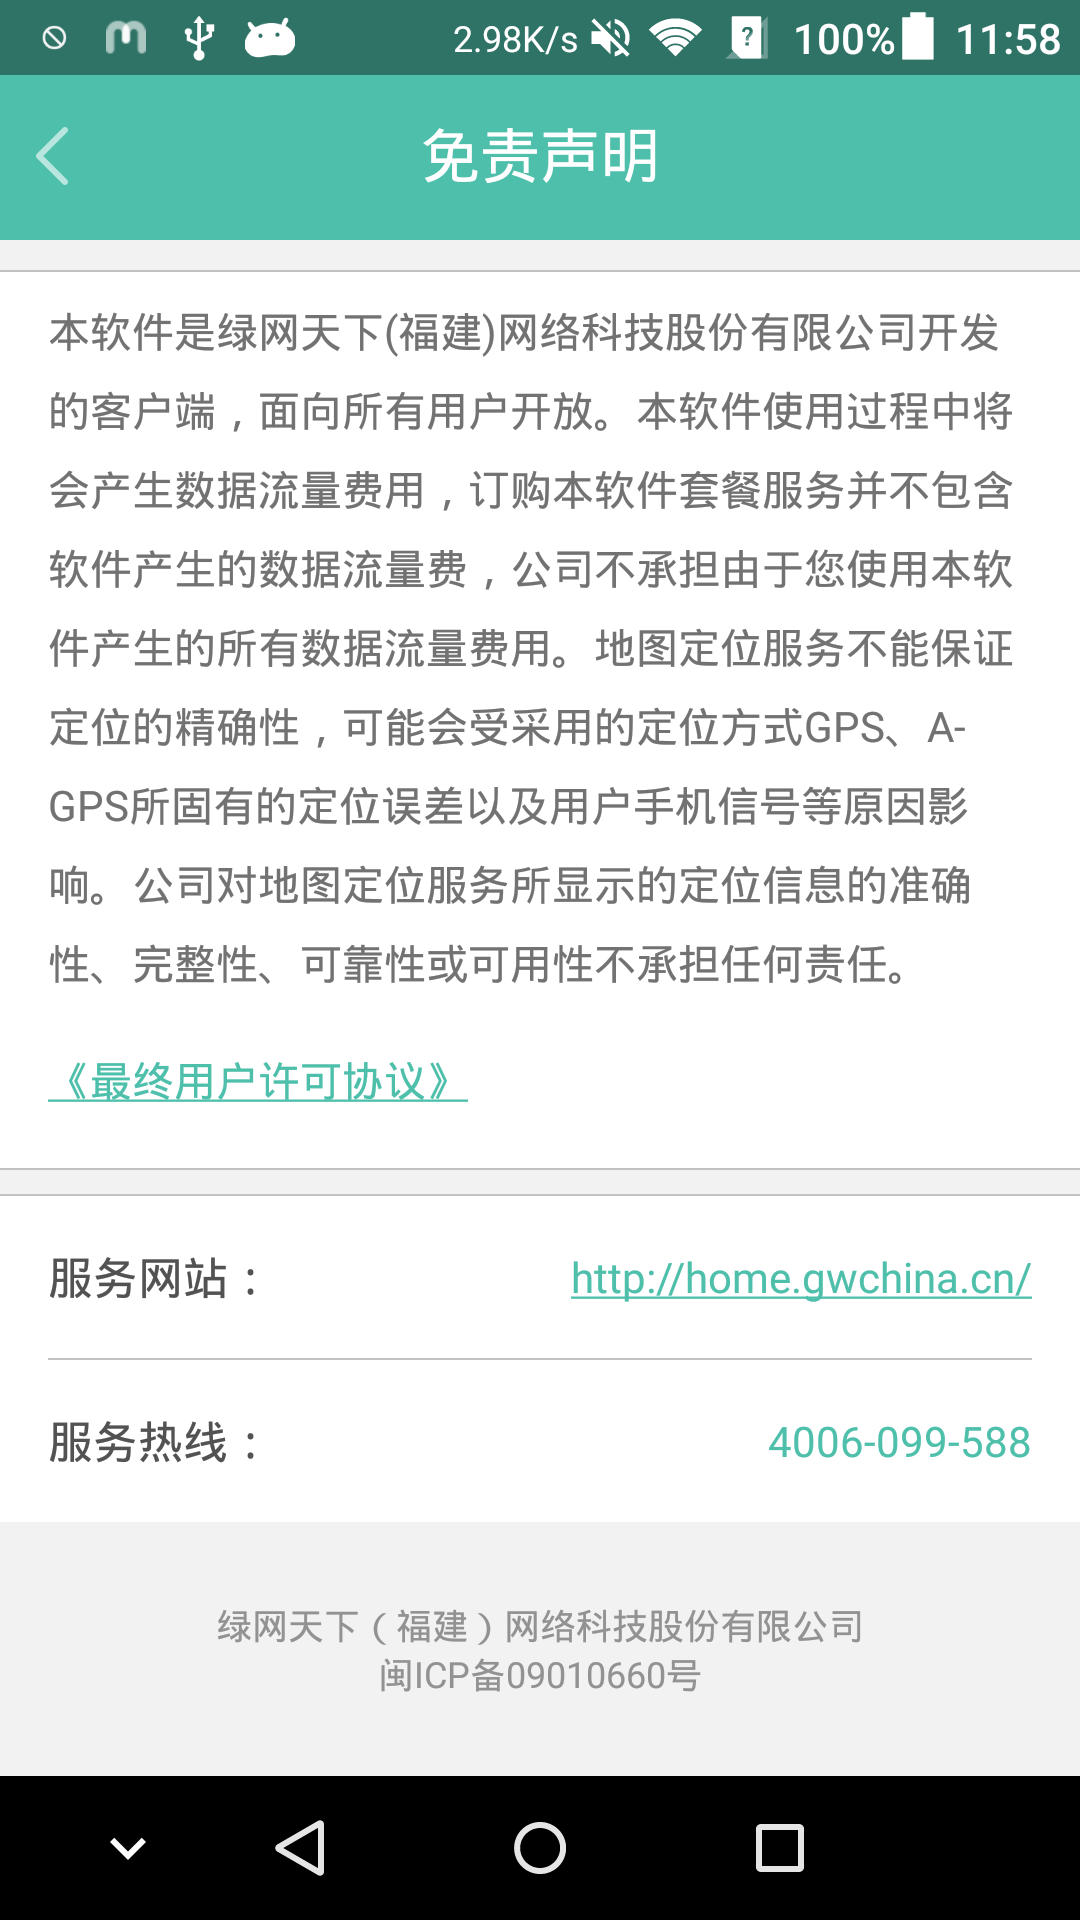 2.98K/s 100% 11:58
免责声明
本软件是绿网天下(福建)网络科技股份有限公司开发
的客户端，面向所有用户开放。本软件使用过程中将
会产生数据流量费用，订购本软件套餐服务并不包含
软件产生的数据流量费，公司不承担由于您使用本软
件产生的所有数据流量费用。地图定位服务不能保证
定位的精确性，可能会受采用的定位方式GPS、A-
GPS所固有的定位误差以及用户手机信号等原因影
响。公司对地图定位服务所显示的定位信息的准确
性、完整性、可靠性或可用性不承担任何责任。
《最终用户许可协议》
服务网站： http://home.gwchina.cn/
服务热线： 4006-099-588
绿网天下（福建）网络科技股份有限公司
闽ICP备09010660号